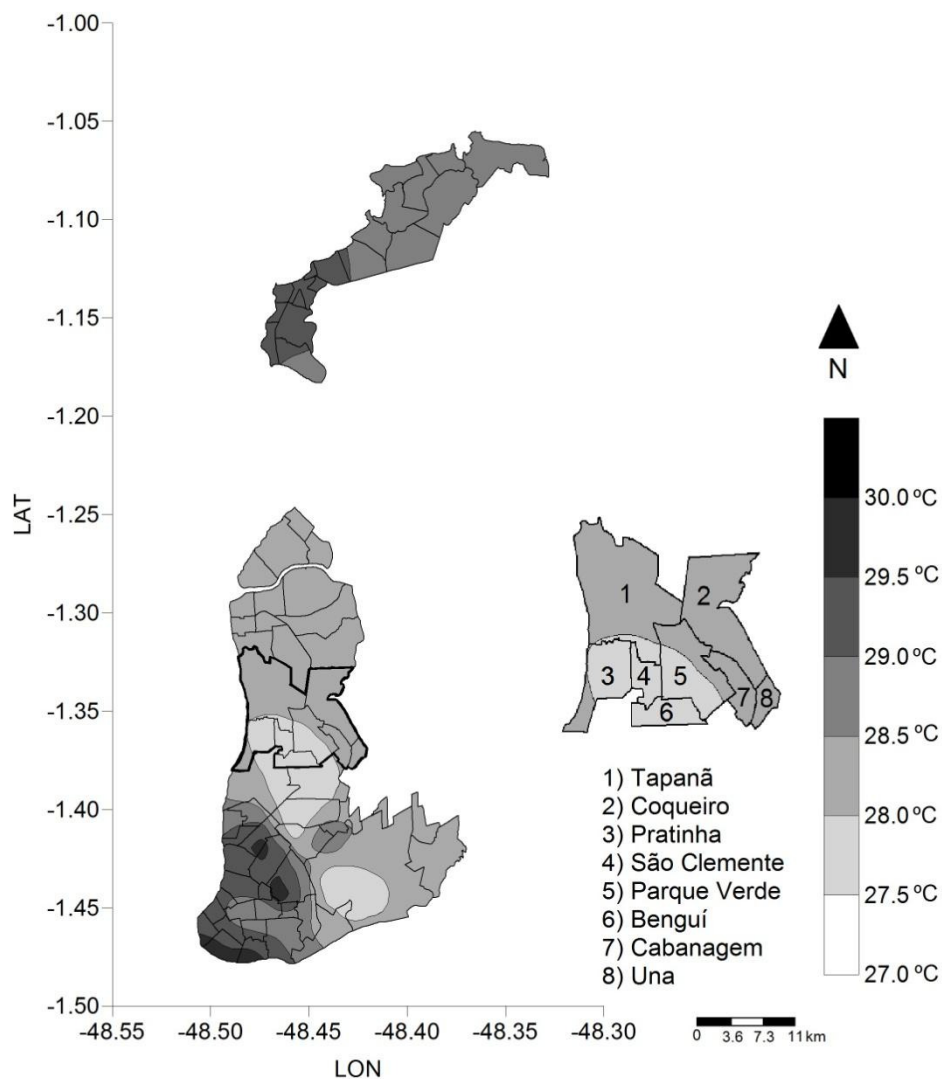 -1.00
-1.05
-1.10
-1.15
-1.20
-1.25
-1.30
-1.35
-1.40
-1.45
-1.50
LAT
-48.55
-48.50
-48.45
-48.40
-48.35
-48.30
LON
1
2
3
4
5
6
7
8
1) Tapanã
2) Coqueiro
3) Pratinha
4) São Clemente
5) Parque Verde
6) Benguí
7) Cabanagem
8) Una
N
30.0 ºC
29.5 ºC
29.0 ºC
28.5 ºC
28.0 ºC
27.5 ºC
27.0 ºC
0 3.6 7.3 11 km